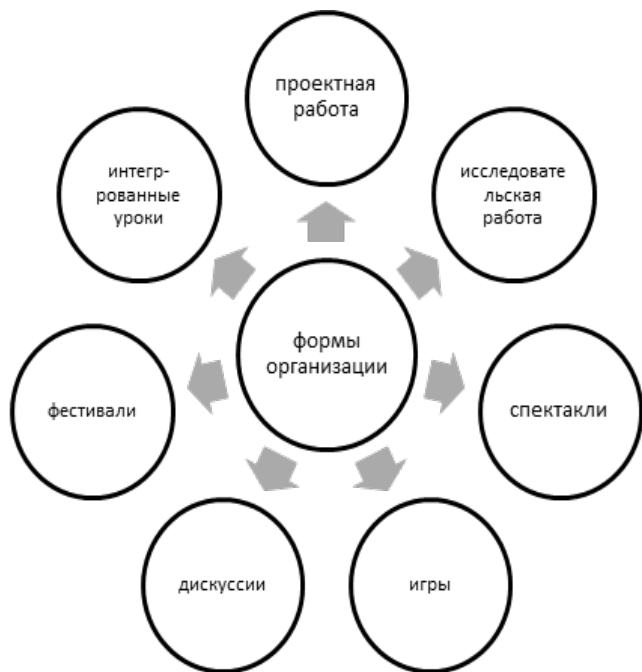 проектная
работа
интегр-
рованные
уроки
исследовате
льская
работа
формы
организации
фестивали
спектакли
дискуссии
игры